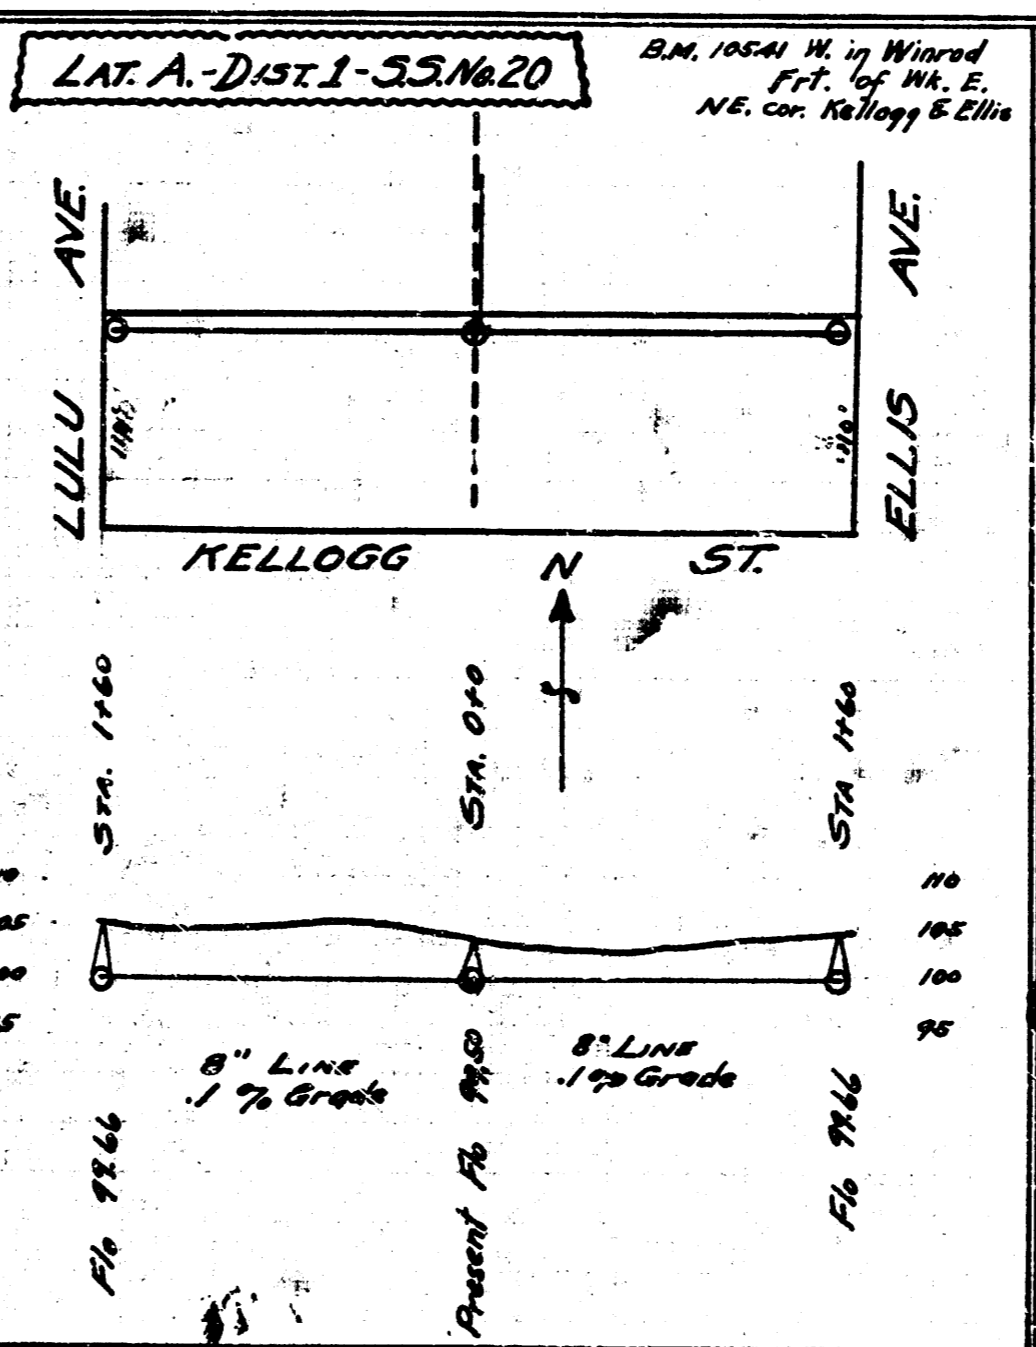 LAT. A.-DIST. 1-S.S.No.20
B.M. 105.41 W. in Winrod
Frt. of Wk. E.
NE. cor. Kellogg & Ellis
LULU AVE.
ELLIS AVE.
110'
KELLOGG ST.
N
STA. 1+60
STA. 0+0
STA 1+60
110
105
100
95
8" LINE
.1 % Grade
8" LINE
.1 % Grade
Flo 99.66
Present Flo 99.50
Flo 99.66